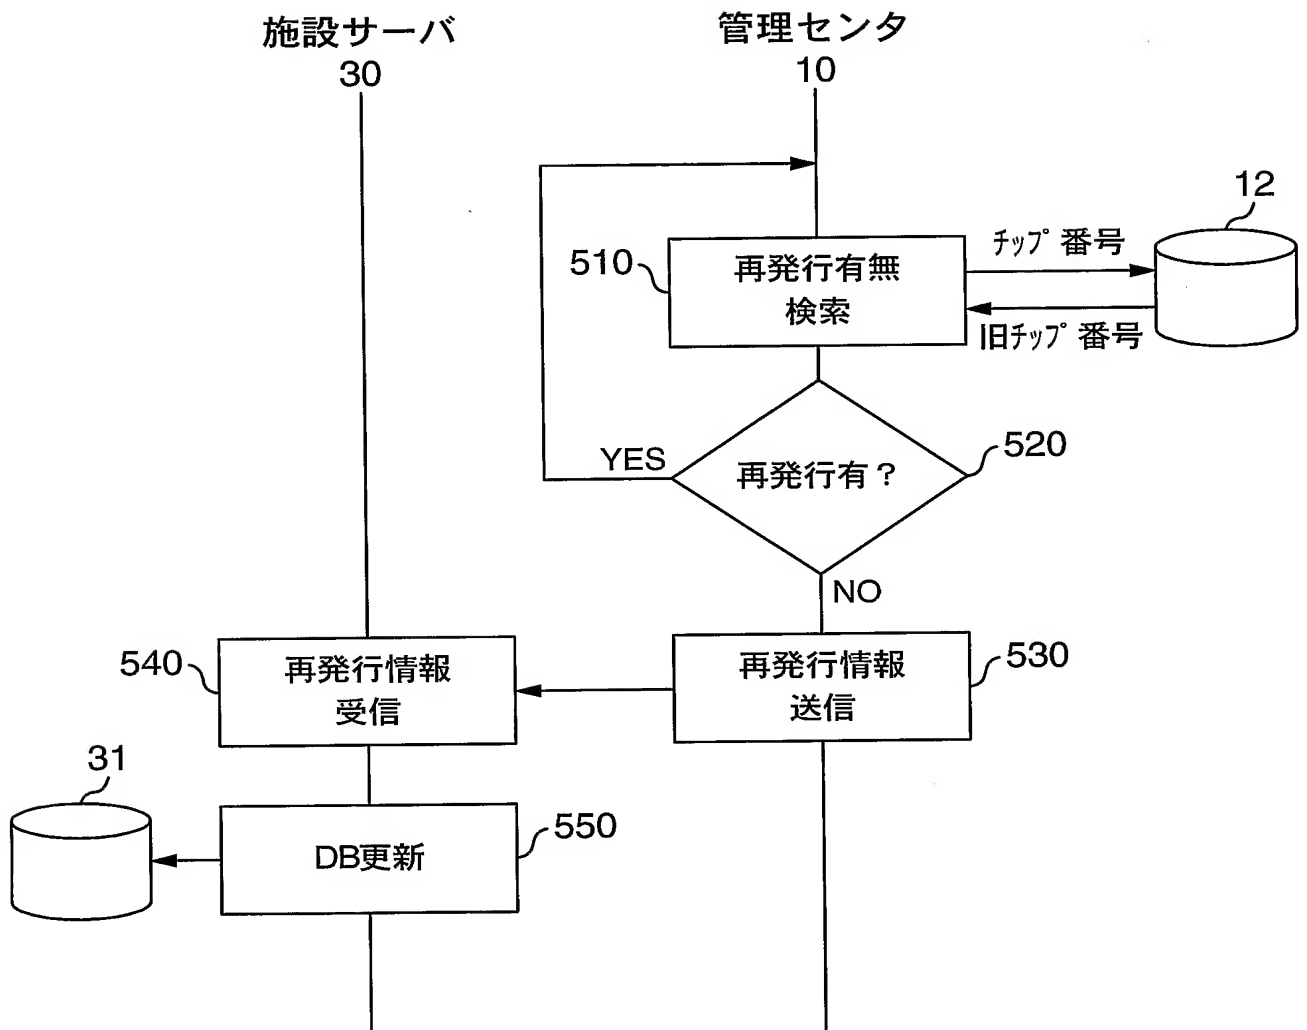 施設サーバ
30
管理センタ
10
12
510
再発行有無
検索
ﾁｯﾌﾟ番号
旧ﾁｯﾌﾟ番号
YES
再発行有？
520
NO
540
再発行情報
受信
再発行情報
送信
530
31
DB更新
550